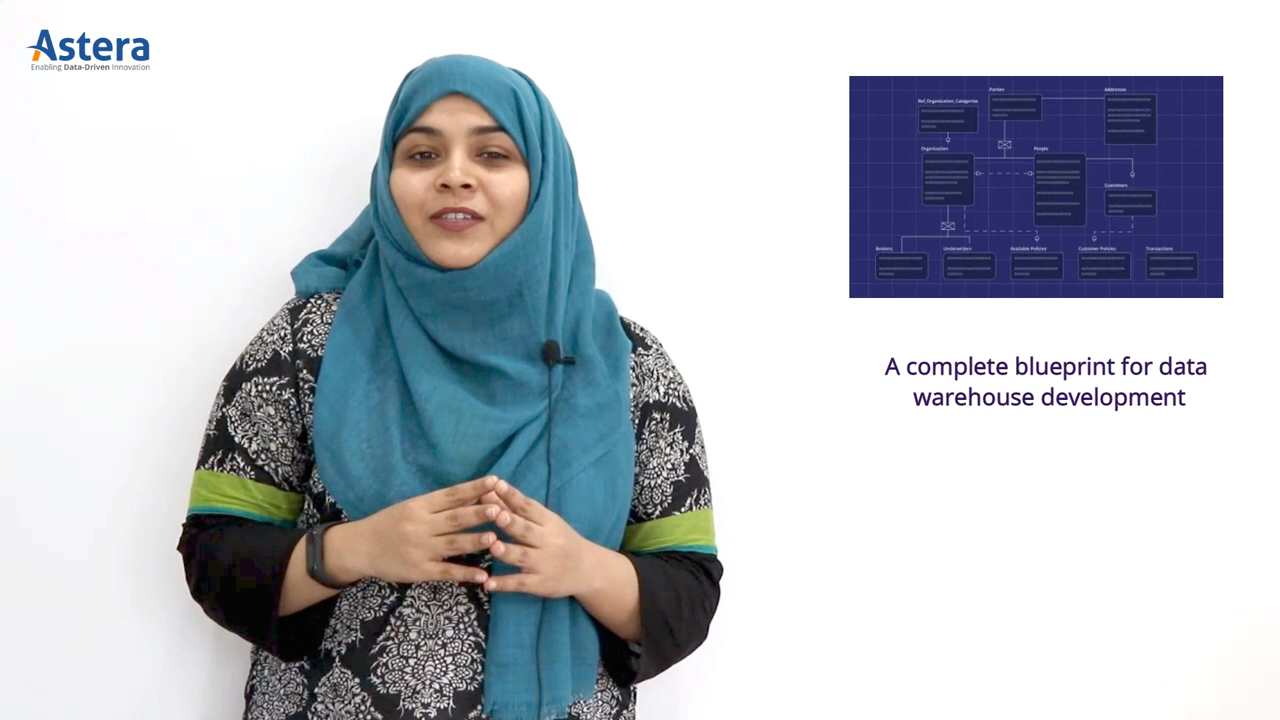 Astera
Enabling Data-Driven Innovation
Parties
Addresses
Ref_Organization_Categories
Organization
People
Customers
Brokers
Underwriters
Available Policies
Customer Policies
Transactions
A complete blueprint for data
warehouse development